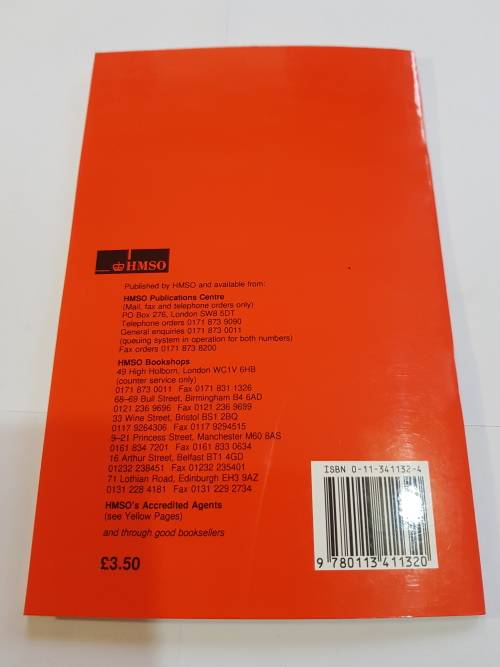 HMSO
Published by HMSO and available from:
HMSO Publications Centre
(Mail, fax and telephone orders only)
PO Box 276, London SW8 5DT
Telephone orders 0171 873 9090
General enquiries 0171 873 0011
(queuing system in operation for both numbers)
Fax orders 0171 873 8200
HMSO Bookshops
49 High Holborn, London WC1V 6HB
(counter service only)
0171 873 0011 Fax 0171 831 1326
68–69 Bull Street, Birmingham B4 6AD
0121 236 9696 Fax 0121 236 9699
33 Wine Street, Bristol BS1 2BQ
0117 9264306 Fax 0117 9294515
9–21 Princess Street, Manchester M60 8AS
0161 834 7201 Fax 0161 833 0634
16 Arthur Street, Belfast BT1 4GD
01232 238451 Fax 01232 235401
71 Lothian Road, Edinburgh EH3 9AZ
0131 228 4181 Fax 0131 229 2734
HMSO's Accredited Agents
(see Yellow Pages)
and through good booksellers
£3.50
ISBN 0-11-341132-4
9 780113 411320